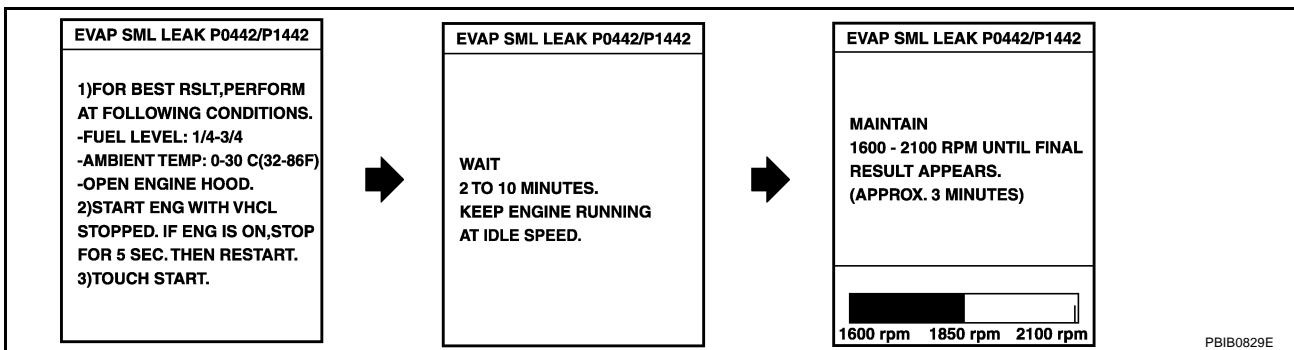 EVAP SML LEAK P0442/P1442
1)FOR BEST RSLT,PERFORM
AT FOLLOWING CONDITIONS.
-FUEL LEVEL: 1/4-3/4
-AMBIENT TEMP: 0-30 C(32-86F)
-OPEN ENGINE HOOD.
2)START ENG WITH VHCL
STOPPED. IF ENG IS ON,STOP
FOR 5 SEC. THEN RESTART.
3)TOUCH START.
EVAP SML LEAK P0442/P1442
WAIT
2 TO 10 MINUTES.
KEEP ENGINE RUNNING
AT IDLE SPEED.
EVAP SML LEAK P0442/P1442
MAINTAIN
1600 - 2100 RPM UNTIL FINAL
RESULT APPEARS.
(APPROX. 3 MINUTES)
1600 rpm 1850 rpm 2100 rpm
PBIB0829E